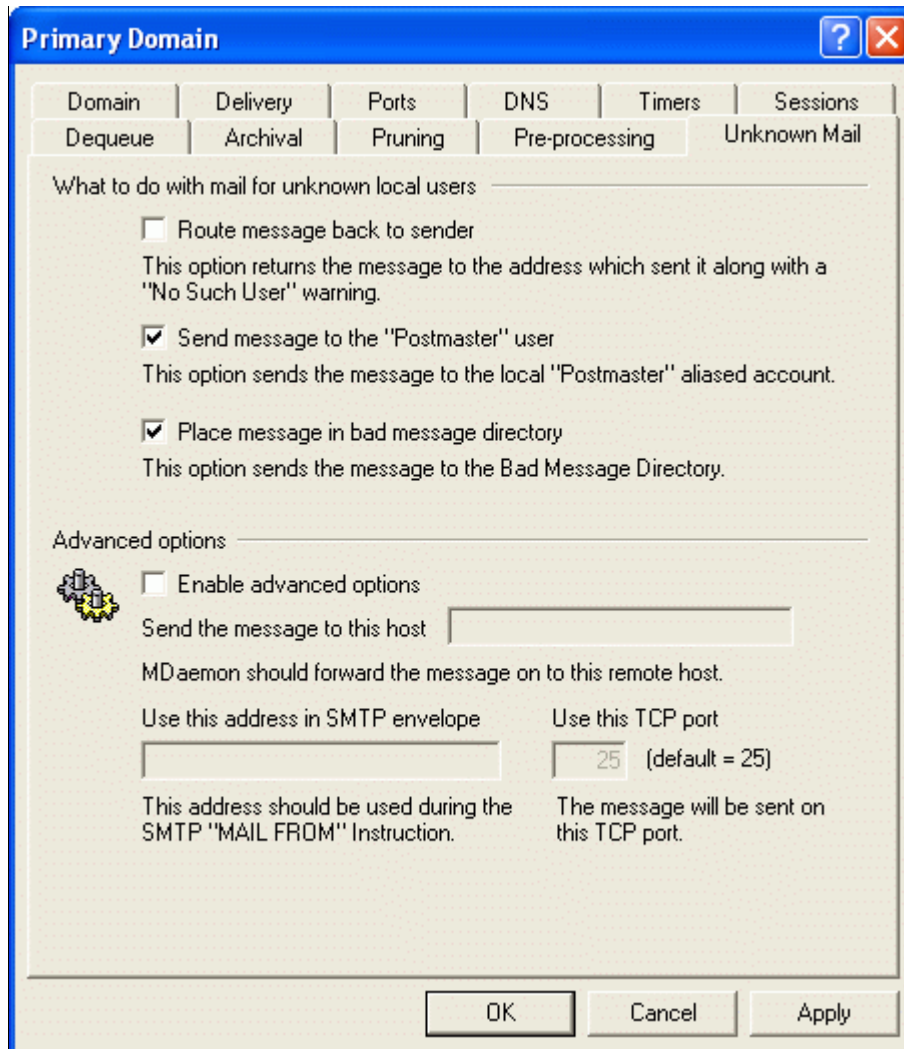 Primary Domain
Domain Delivery Ports DNS Timers Sessions
Dequeue Archival Pruning Pre-processing Unknown Mail
What to do with mail for unknown local users
Route message back to sender
This option returns the message to the address which sent it along with a
"No Such User" warning.
Send message to the "Postmaster" user
This option sends the message to the local "Postmaster" aliased account.
Place message in bad message directory
This option sends the message to the Bad Message Directory.
Advanced options
Enable advanced options
Send the message to this host
MDaemon should forward the message on to this remote host.
Use this address in SMTP envelope Use this TCP port
25 (default = 25)
This address should be used during the The message will be sent on
SMTP "MAIL FROM" Instruction. this TCP port.
OK Cancel Apply